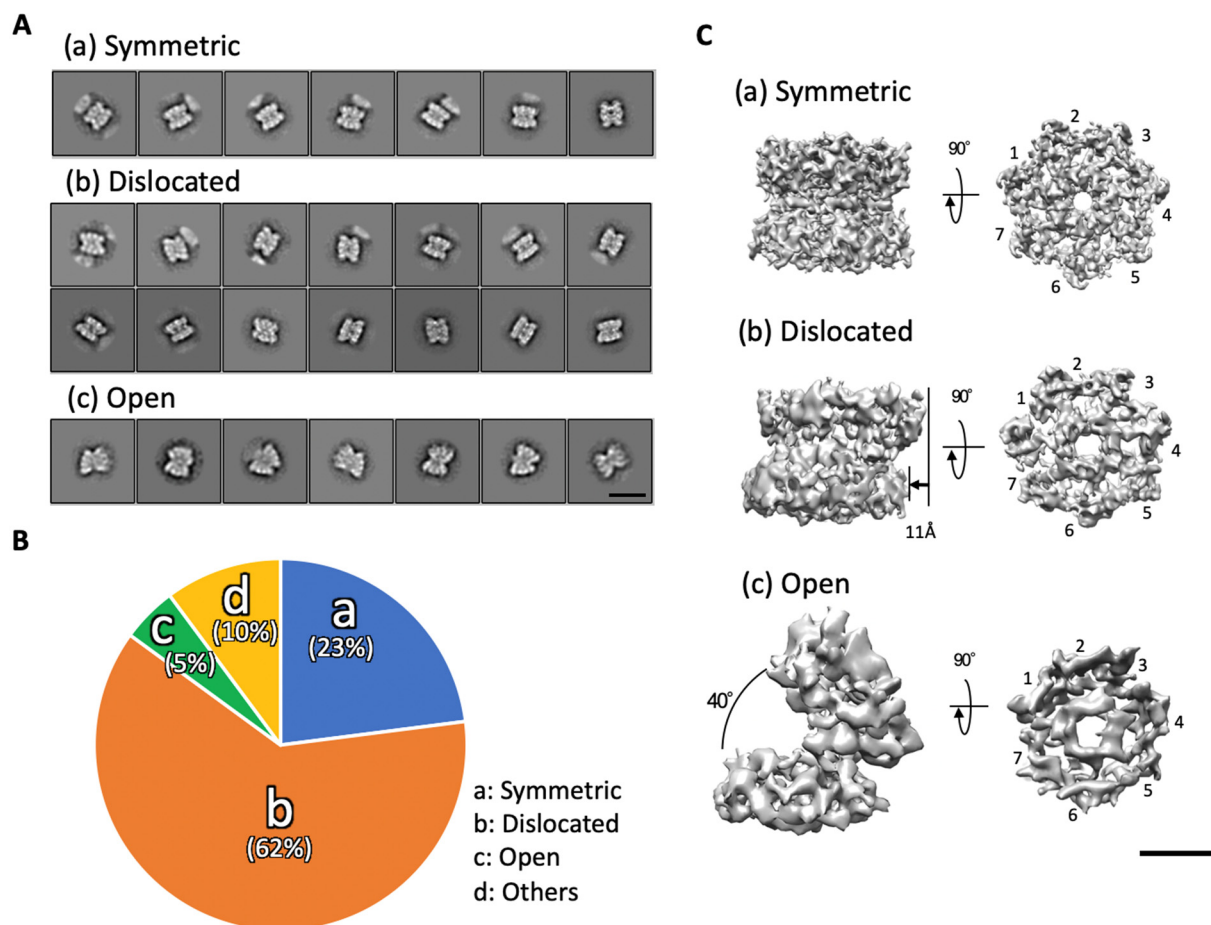 A
(a) Symmetric
(b) Dislocated
(c) Open
B
a
(23%)
b
(62%)
c
(5%)
d
(10%)
a: Symmetric
b: Dislocated
c: Open
d: Others
C
(a) Symmetric
90°
1
2
3
4
5
6
7
(b) Dislocated
11Å
90°
1
2
3
4
5
6
7
(c) Open
40°
90°
1
2
3
4
5
6
7